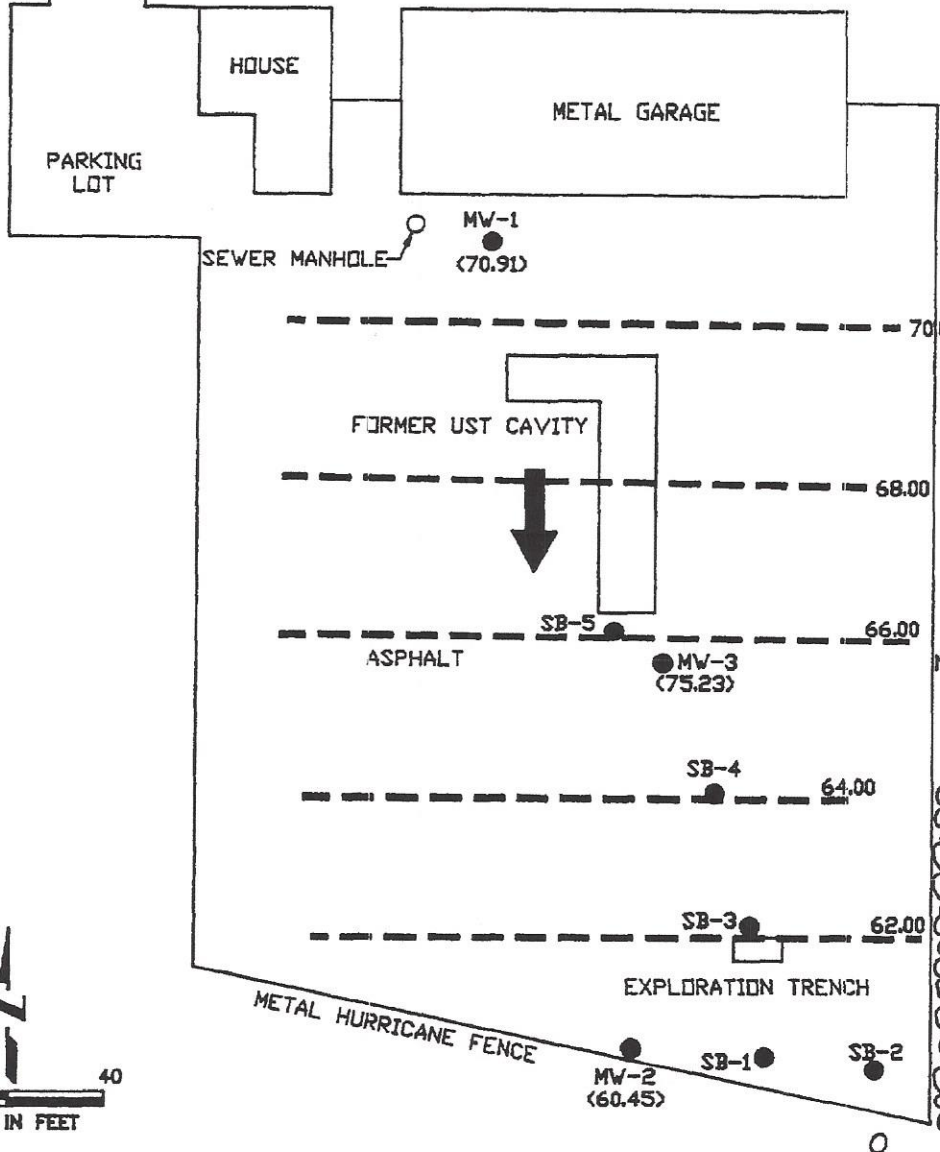 HOUSE
METAL GARAGE
PARKING
LOT
MW-1
SEWER MANHOLE
(70.91)
70
FORMER UST CAVITY
68.00
SB-5
66.00
ASPHALT
MW-3
(75.23)
SB-4
64.00
SB-3
62.00
EXPLORATION TRENCH
METAL HURRICANE FENCE
40
IN FEET
MW-2
(60.45)
SB-1
SB-2